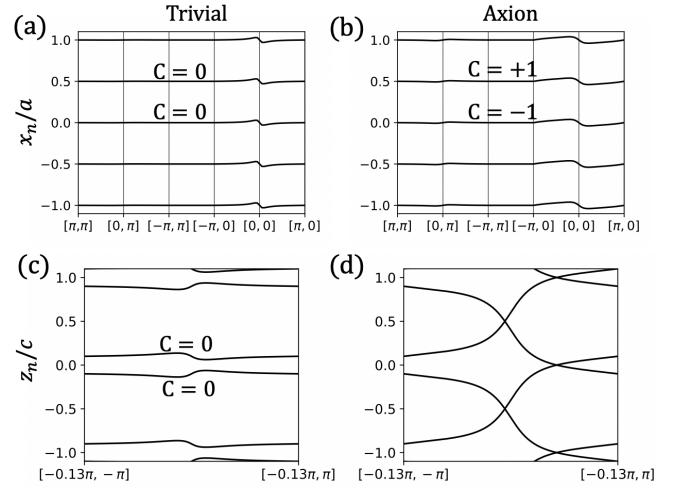 (a) Trivial
(b) Axion
x_n/a
1.0
0.5
0.0
−0.5
−1.0
C = 0
C = 0
[π,π] [0, π] [−π, π] [−π, 0] [0, 0] [π, 0]
1.0
0.5
0.0
−0.5
−1.0
C = +1
C = −1
[π,π] [0, π] [−π, π] [−π, 0] [0, 0] [π, 0]
(c)
z_n/c
1.0
0.5
0.0
−0.5
−1.0
C = 0
C = 0
[−0.13π, − π] [−0.13π, π]
(d)
1.0
0.5
0.0
−0.5
−1.0
[−0.13π, − π] [−0.13π, π]